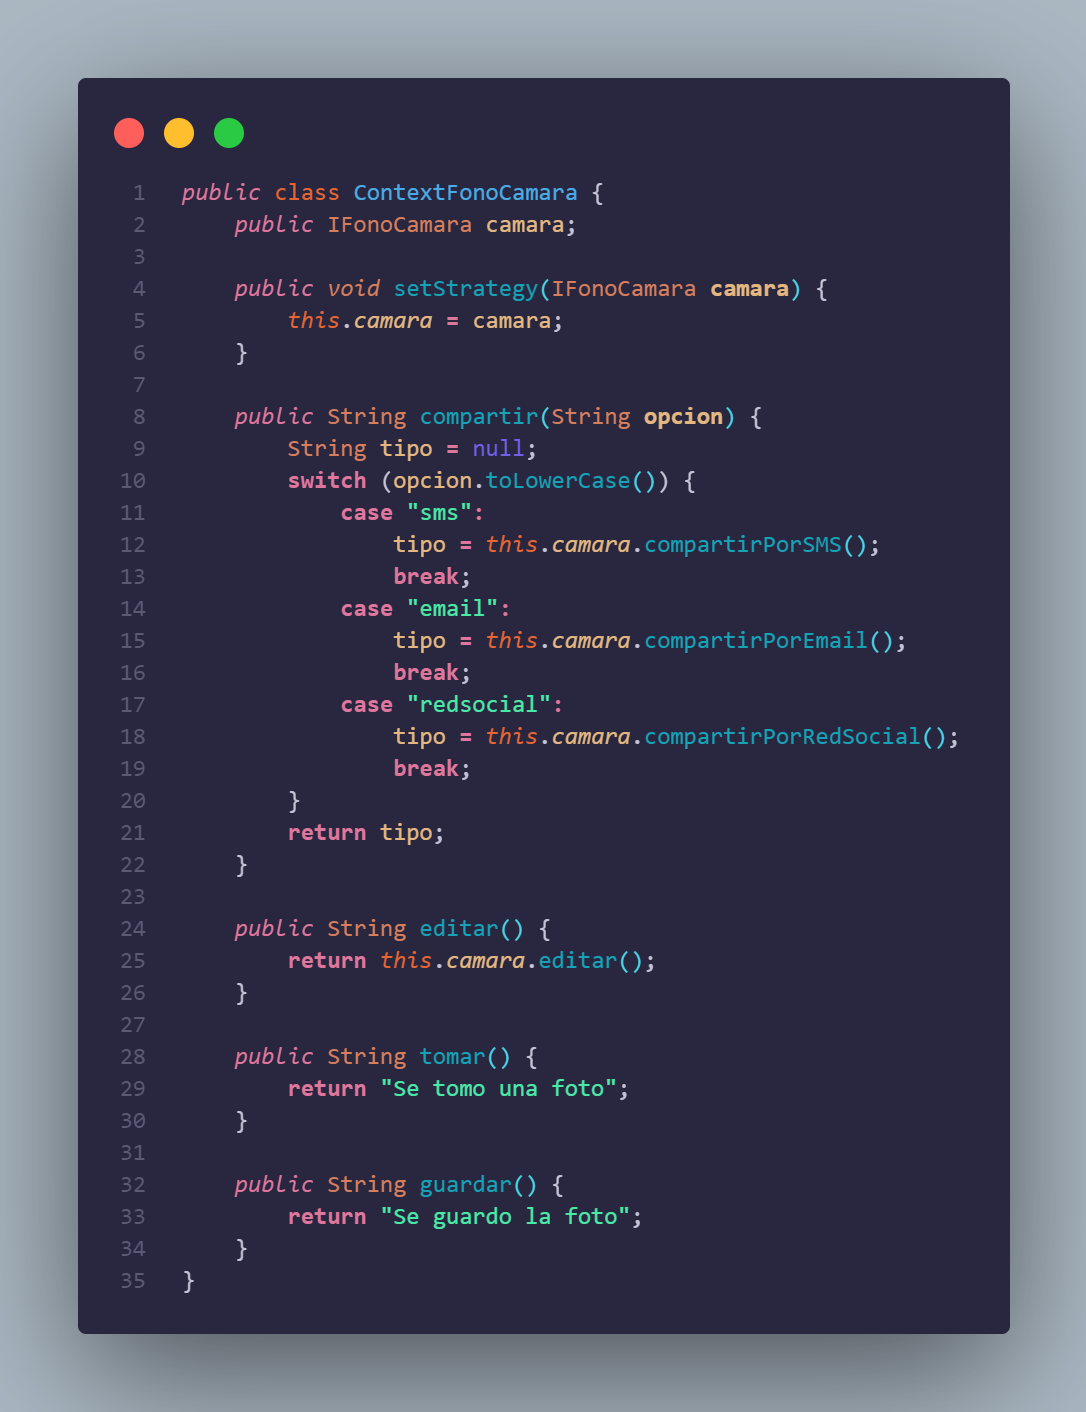 1 public class ContextFonoCamara {
2     public IFonoCamara camara;
3
4     public void setStrategy(IFonoCamara camara) {
5         this.camara = camara;
6     }
7
8     public String compartir(String opcion) {
9         String tipo = null;
10         switch (opcion.toLowerCase()) {
11             case "sms":
12                 tipo = this.camara.compartirPorSMS();
13                 break;
14             case "email":
15                 tipo = this.camara.compartirPorEmail();
16                 break;
17             case "redsocial":
18                 tipo = this.camara.compartirPorRedSocial();
19                 break;
20         }
21         return tipo;
22     }
23
24     public String editar() {
25         return this.camara.editar();
26     }
27
28     public String tomar() {
29         return "Se tomo una foto";
30     }
31
32     public String guardar() {
33         return "Se guardo la foto";
34     }
35 }